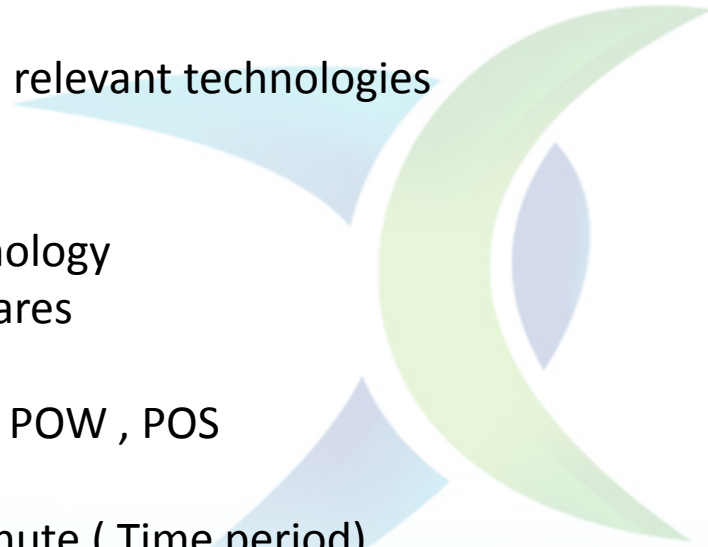 relevant technologies
nology
ares
POW , POS
nute ( Time period)